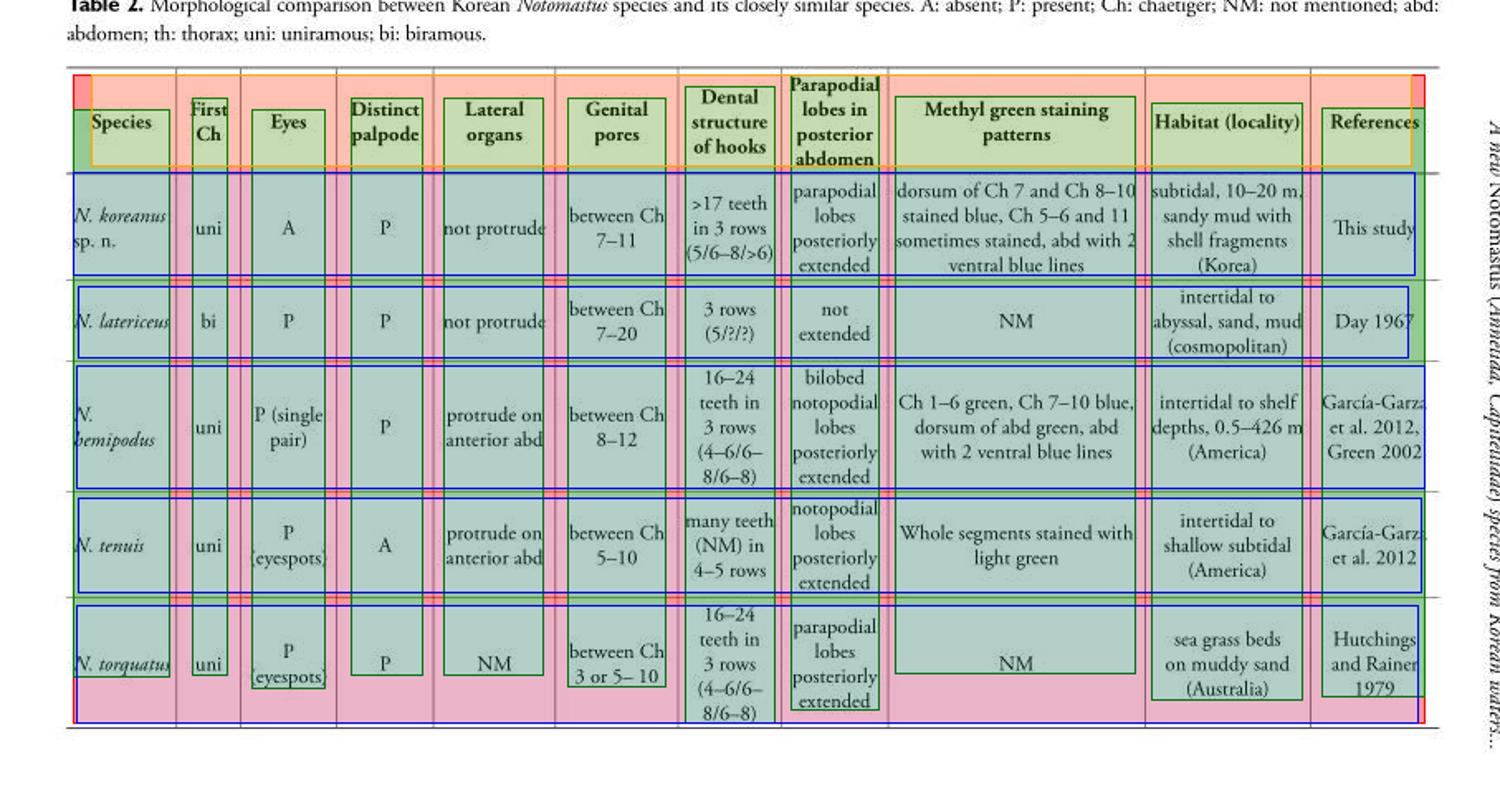 Table 2. Morphological comparison between Korean Notomastus species and its closely similar species. A: absent; P: present; Ch: chaetiger; NM: not mentioned; abd:
abdomen; th: thorax; uni: uniramous; bi: biramous.
Species
First
Ch
Eyes
Distinct
palpode
Lateral
organs
Genital
pores
Dental
structure
of hooks
Parapodial
lobes in
posterior
abdomen
Methyl green staining
patterns
Habitat (locality)
References
N. koreanus
sp. n.
uni
A
P
not protrude
between Ch
7–11
>17 teeth
in 3 rows
(5/6–8/>6)
parapodial
lobes
posteriorly
extended
dorsum of Ch 7 and Ch 8–10
stained blue, Ch 5–6 and 11
sometimes stained, abd with 2
ventral blue lines
subtidal, 10–20 m,
sandy mud with
shell fragments
(Korea)
This study
N. latericeus
bi
P
P
not protrude
between Ch
7–20
3 rows
(5/?/?)
not
extended
NM
intertidal to
abyssal, sand, mud
(cosmopolitan)
Day 1967
N.
hemipodus
uni
P (single
pair)
P
protrude on
anterior abd
between Ch
8–12
16–24
teeth in
3 rows
(4–6/6–
8/6–8)
bilobed
notopodial
lobes
posteriorly
extended
Ch 1–6 green, Ch 7–10 blue,
dorsum of abd green, abd
with 2 ventral blue lines
intertidal to shelf
depths, 0.5–426 m
(America)
García-Garza
et al. 2012,
Green 2002
N. tenuis
uni
P
(eyespots)
A
protrude on
anterior abd
between Ch
5–10
many teeth
(NM) in
4–5 rows
notopodial
lobes
posteriorly
extended
Whole segments stained with
light green
intertidal to
shallow subtidal
(America)
García-Garza
et al. 2012
N. torquatus
uni
P
(eyespots)
P
NM
between Ch
3 or 5– 10
16–24
teeth in
3 rows
(4–6/6–
8/6–8)
parapodial
lobes
posteriorly
extended
NM
sea grass beds
on muddy sand
(Australia)
Hutchings
and Rainer
1979
A new Notomastus (Annelida, Capitellidae) species from Korean waters...